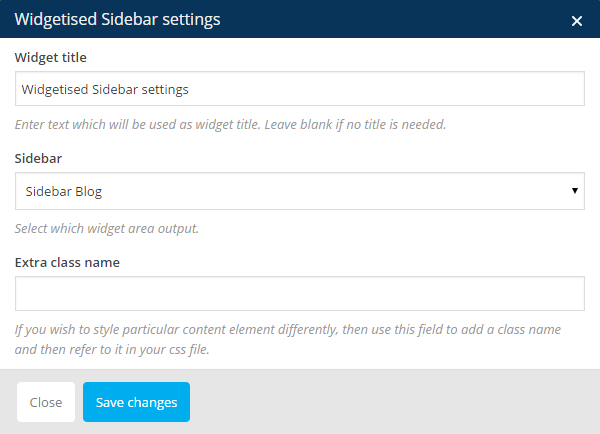 Widgetised Sidebar settings
×
Widget title
Widgetised Sidebar settings
Enter text which will be used as widget title. Leave blank if no title is needed.
Sidebar
Sidebar Blog
Select which widget area output.
Extra class name
If you wish to style particular content element differently, then use this field to add a class name
and then refer to it in your css file.
Close
Save changes